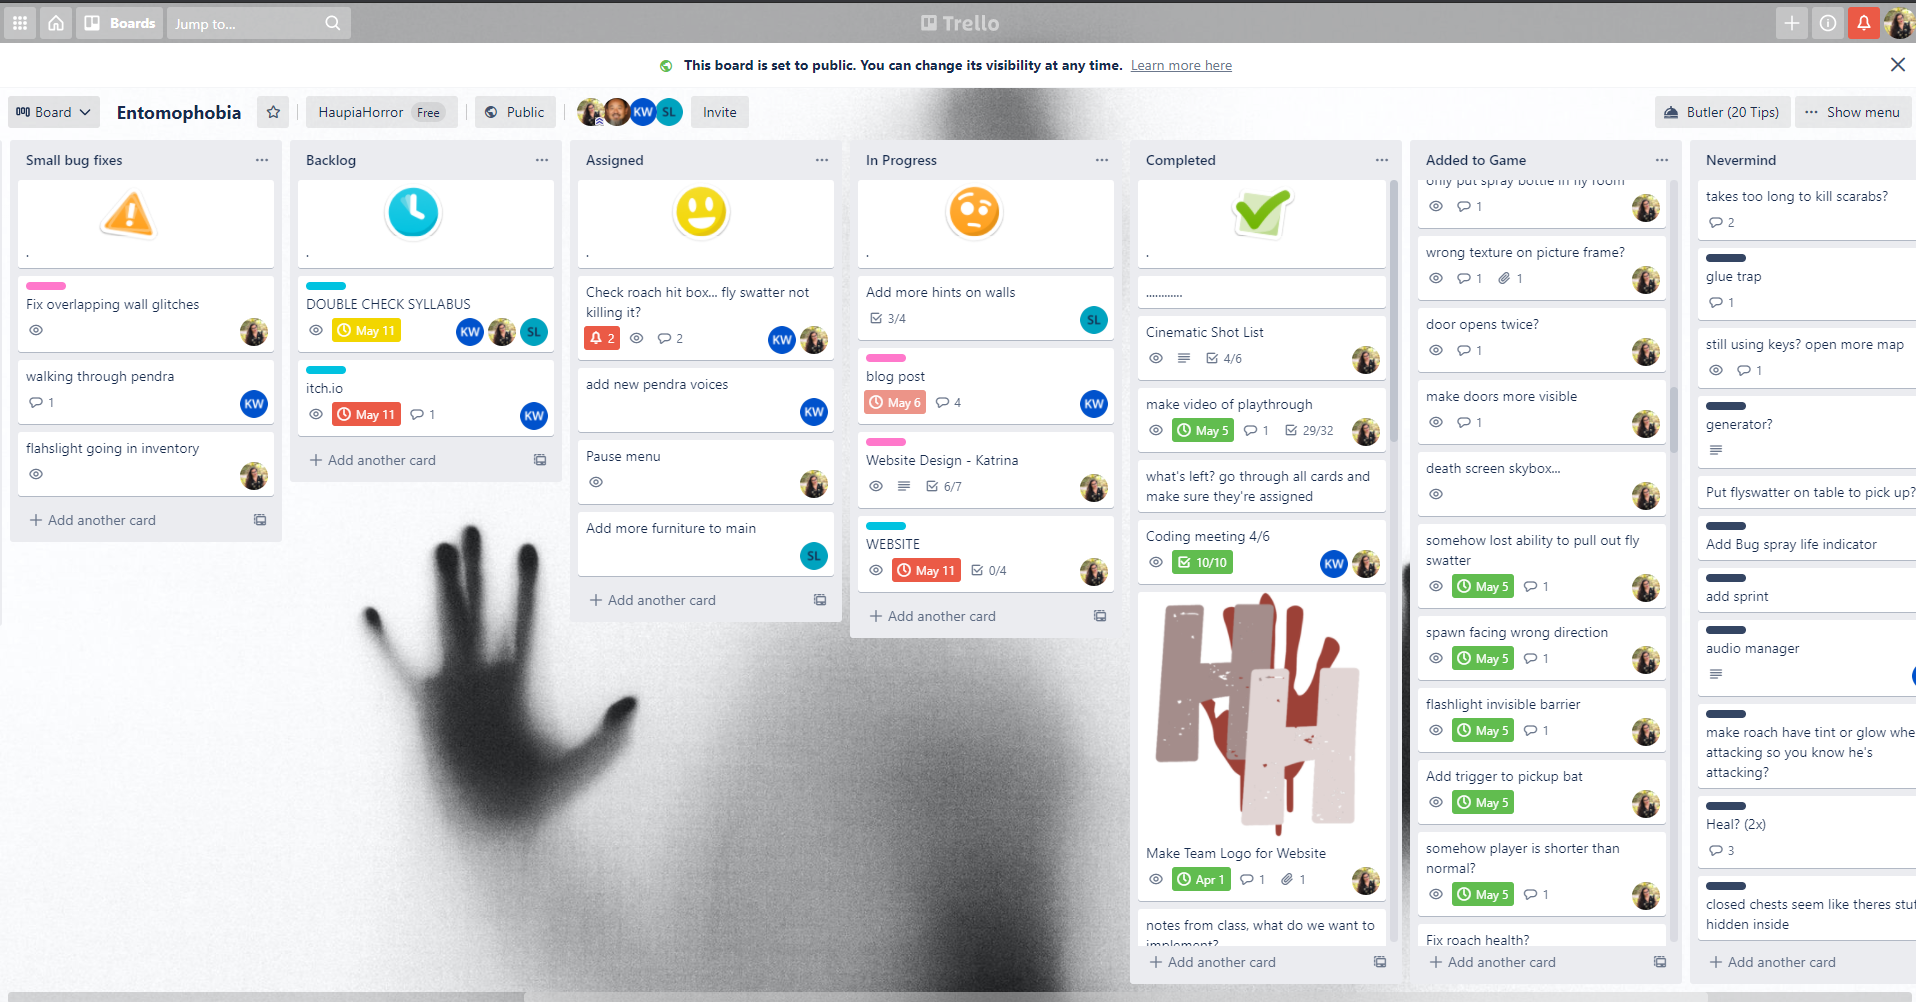 Boards
Jump to...
Trello
This board is set to public. You can change its visibility at any time. Learn more here
Board
Entomophobia
HaupiaHorror Free
Public
KW
SL
Invite
Butler (20 Tips)
... Show menu
Small bug fixes
.
Fix overlapping wall glitches
walking through pendra
1
KW
flahslight going in inventory
+ Add another card
Backlog
.
DOUBLE CHECK SYLLABUS
May 11
KW
SL
itch.io
May 11
1
KW
+ Add another card
Assigned
.
Check roach hit box... fly swatter not
killing it?
2
2
KW
add new pendra voices
KW
Pause menu
Add more furniture to main
SL
+ Add another card
In Progress
.
Add more hints on walls
3/4
SL
blog post
May 6
4
KW
Website Design - Katrina
6/7
WEBSITE
May 11
0/4
+ Add another card
Completed
.
............
Cinematic Shot List
4/6
make video of playthrough
May 5
1
29/32
what's left? go through all cards and
make sure they're assigned
Coding meeting 4/6
10/10
KW
HH
Make Team Logo for Website
Apr 1
1
1
notes from class, what do we want to
implement?
+ Add another card
Added to Game
only put spray bottle in fly room
1
wrong texture on picture frame?
1
1
door opens twice?
1
make doors more visible
1
death screen skybox...
somehow lost ability to pull out fly
swatter
May 5
1
spawn facing wrong direction
May 5
1
flashlight invisible barrier
May 5
1
Add trigger to pickup bat
May 5
somehow player is shorter than
normal?
May 5
1
Fix roach health?
+ Add another card
Nevermind
takes too long to kill scarabs?
2
glue trap
1
still using keys? open more map
1
generator?
Put flyswatter on table to pick up?
Add Bug spray life indicator
add sprint
audio manager
make roach have tint or glow whe
attacking so you know he's
attacking?
Heal? (2x)
3
closed chests seem like theres stuf
hidden inside
+ Add another card